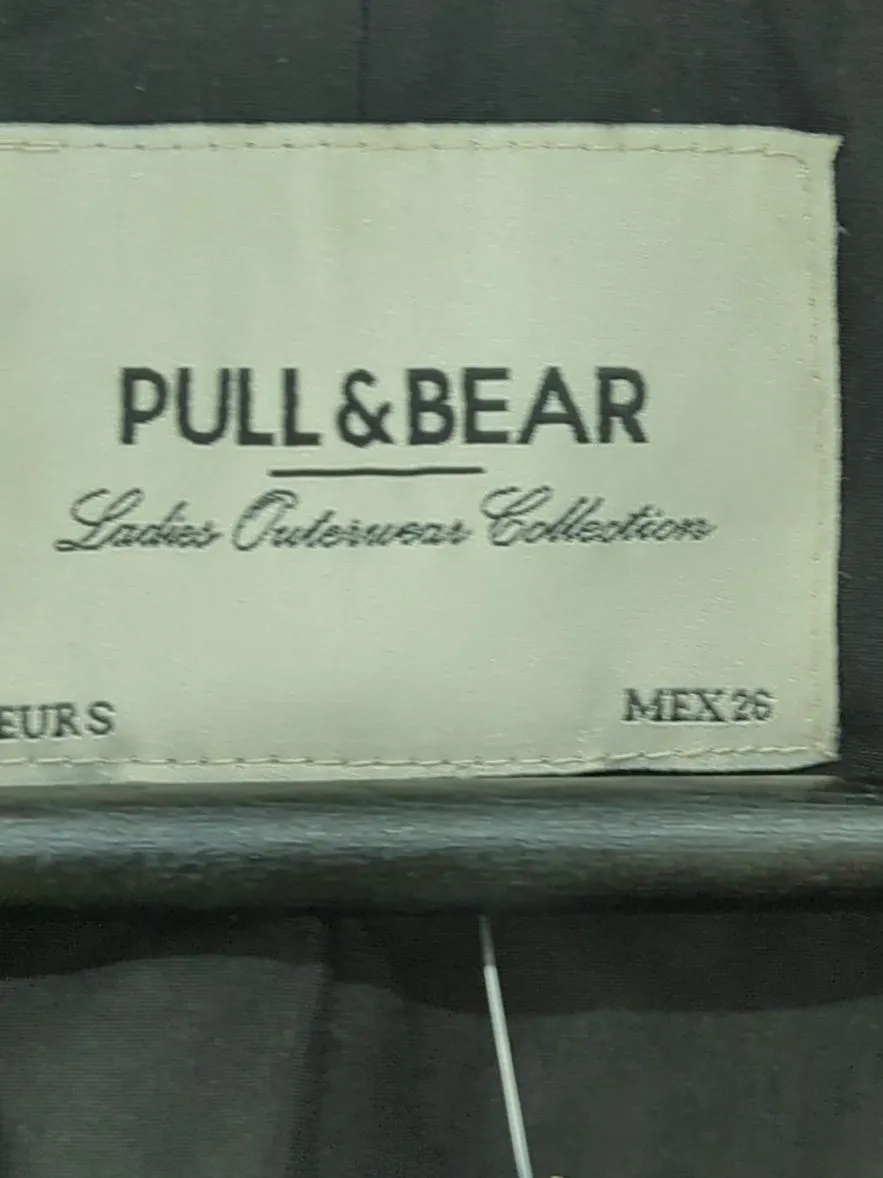 PULL&BEAR
Ladies Outerwear Collection
EUR S
MEX 26